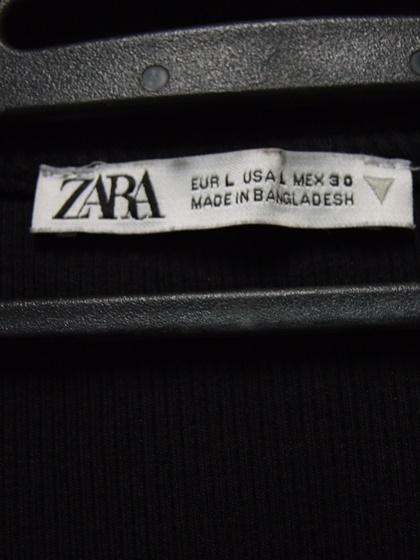 ZARA
EUR L USA L MEX 30
MADE IN BANGLADESH